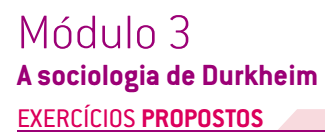 Módulo 3
A sociologia de Durkheim
EXERCÍCIOS PROPOSTOS